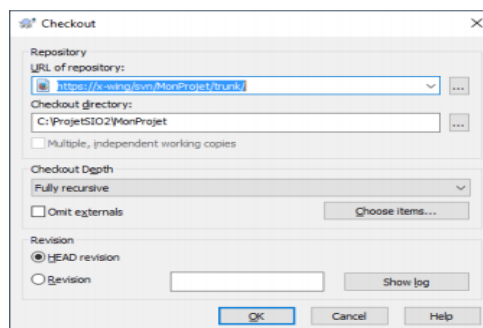 Checkout
Repository
URL of repository:
https://x-wing/svn/MonProjet/trunk/
...
Checkout directory:
C:\ProjetSIO2\MonProjet
...
Multiple, independent working copies
Checkout Depth
Fully recursive
Omit externals
Choose items...
Revision
HEAD revision
Revision
Show log
OK
Cancel
Help